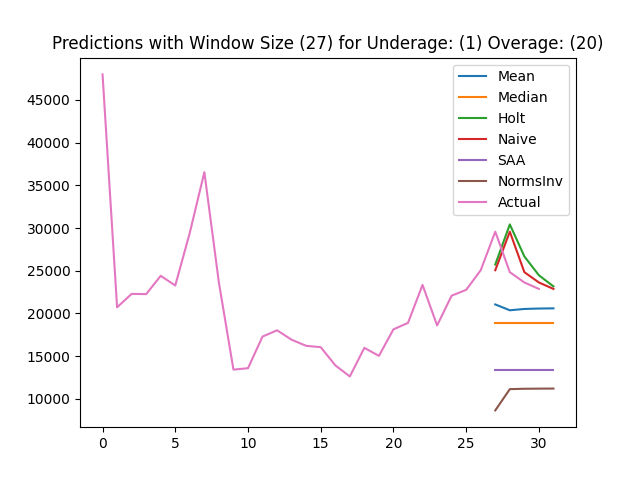 Predictions with Window Size (27) for Underage: (1) Overage: (20)
Mean
Median
Holt
Naive
SAA
NormsInv
Actual
45000
40000
35000
30000
25000
20000
15000
10000
0 5 10 15 20 25 30